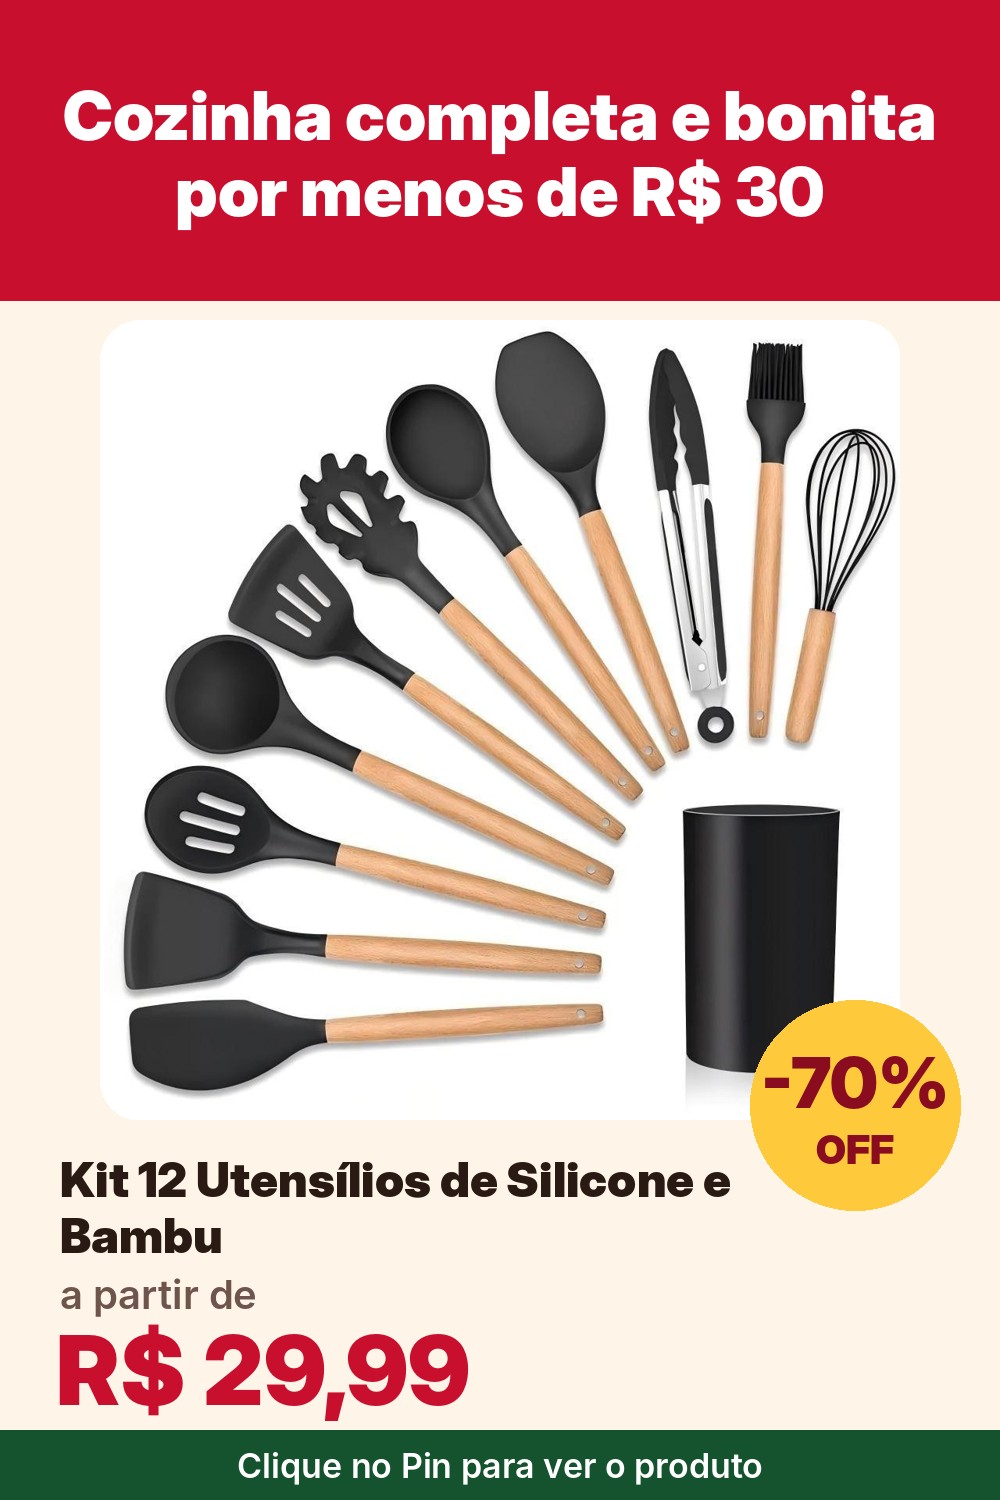 Cozinha completa e bonita
por menos de R$ 30
-70%
OFF
Kit 12 Utensílios de Silicone e
Bambu
a partir de
R$ 29,99
Clique no Pin para ver o produto